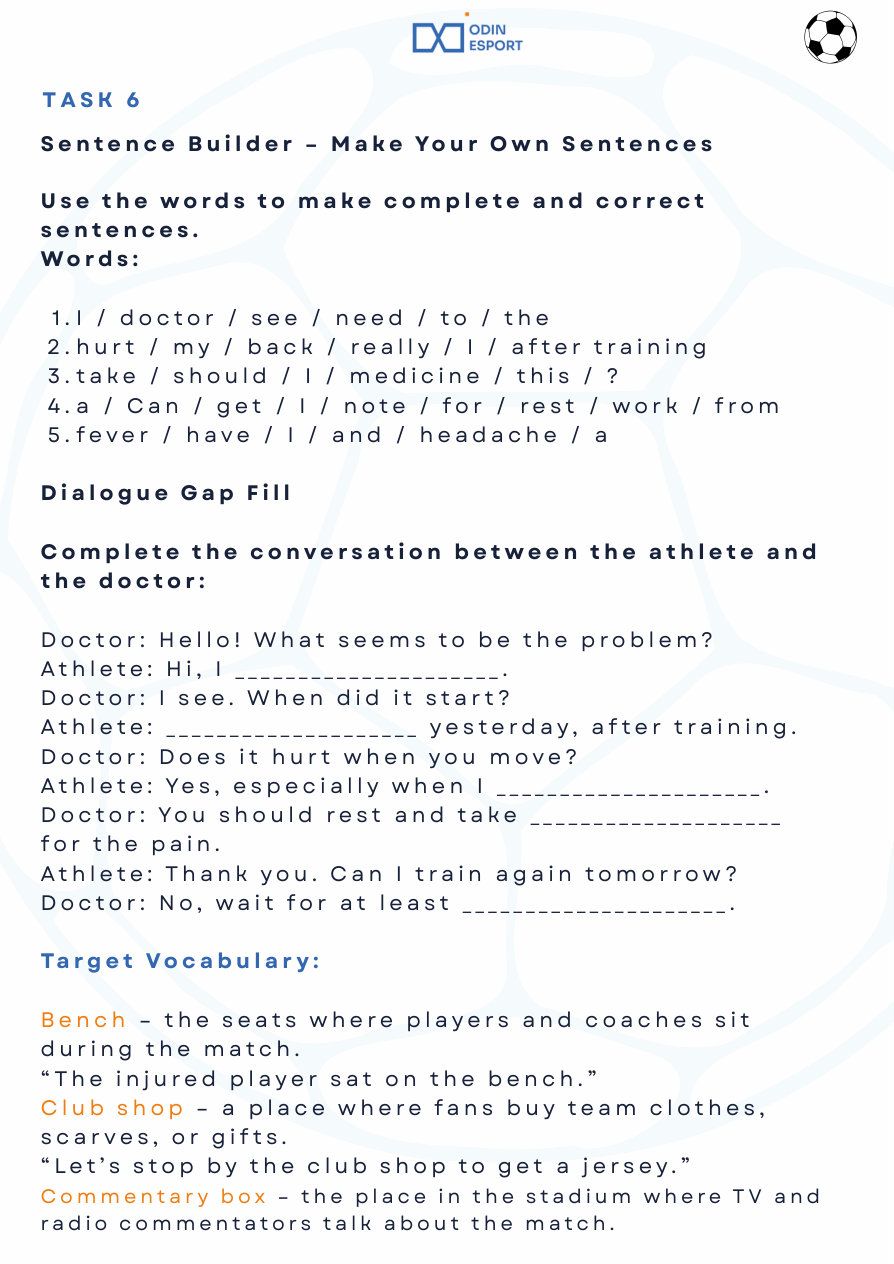 ODIN
ESPORT
TASK 6
Sentence Builder – Make Your Own Sentences
Use the words to make complete and correct
sentences.
Words:
1. I / doctor / see / need / to / the
2. hurt / my / back / really / I / after training
3. take / should / I / medicine / this / ?
4. a / Can / get / I / note / for / rest / work / from
5. fever / have / I / and / headache / a
Dialogue Gap Fill
Complete the conversation between the athlete and
the doctor:
Doctor: Hello! What seems to be the problem?
Athlete: Hi, I _____________________.
Doctor: I see. When did it start?
Athlete: ____________________ yesterday, after training.
Doctor: Does it hurt when you move?
Athlete: Yes, especially when I _____________________.
Doctor: You should rest and take ____________________
for the pain.
Athlete: Thank you. Can I train again tomorrow?
Doctor: No, wait for at least _____________________.
Target Vocabulary:
Bench – the seats where players and coaches sit
during the match.
“The injured player sat on the bench.”
Club shop – a place where fans buy team clothes,
scarves, or gifts.
“Let’s stop by the club shop to get a jersey.”
Commentary box – the place in the stadium where TV and
radio commentators talk about the match.